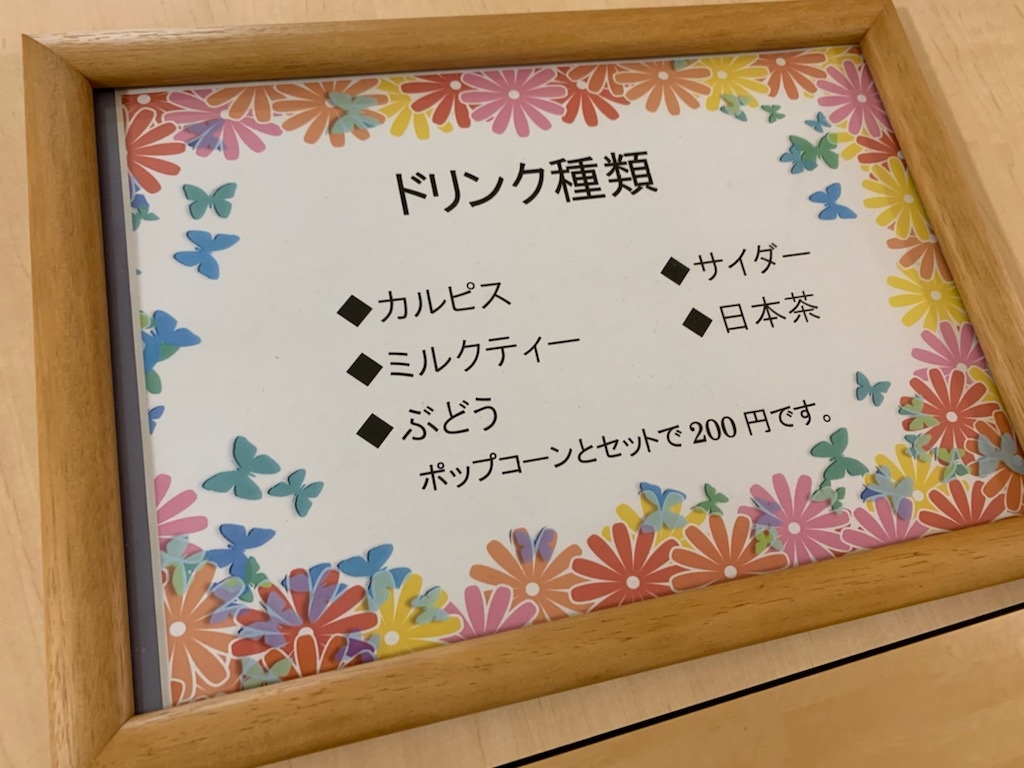 ドリンク種類
◆カルピス
◆ミルクティー
◆ぶどう
◆サイダー
◆日本茶
ポップコーンとセットで 200 円です。